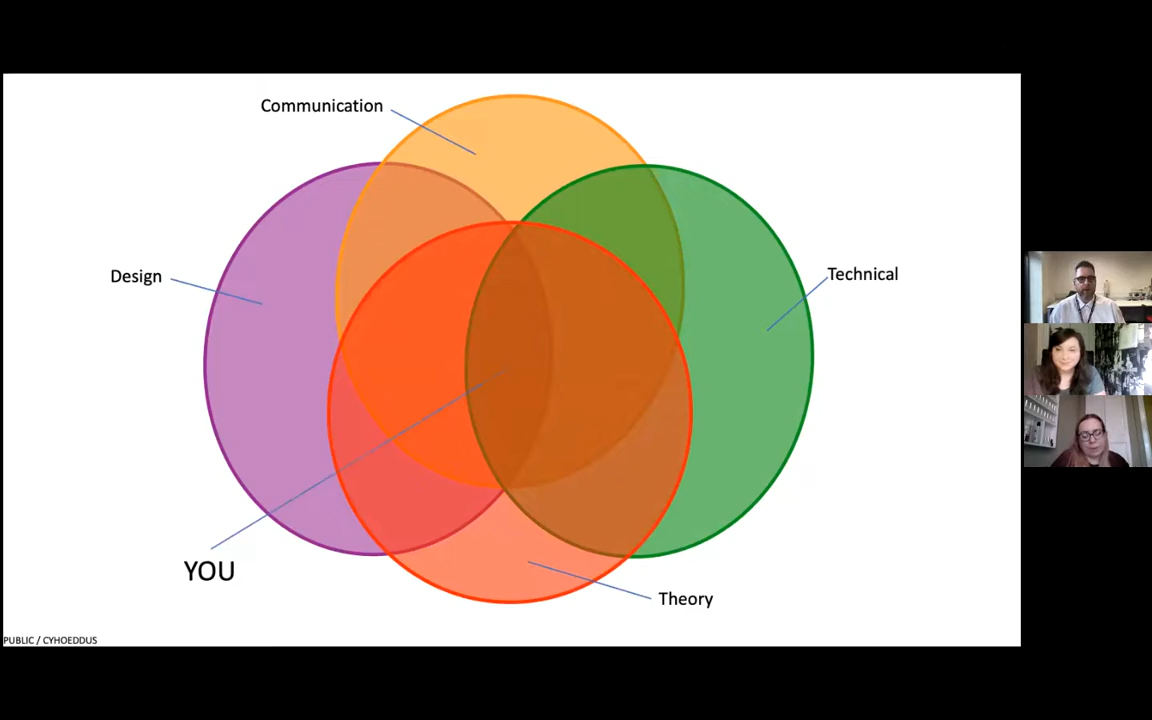 Communication
Design
Technical
YOU
Theory
PUBLIC / CYHOEDDUS